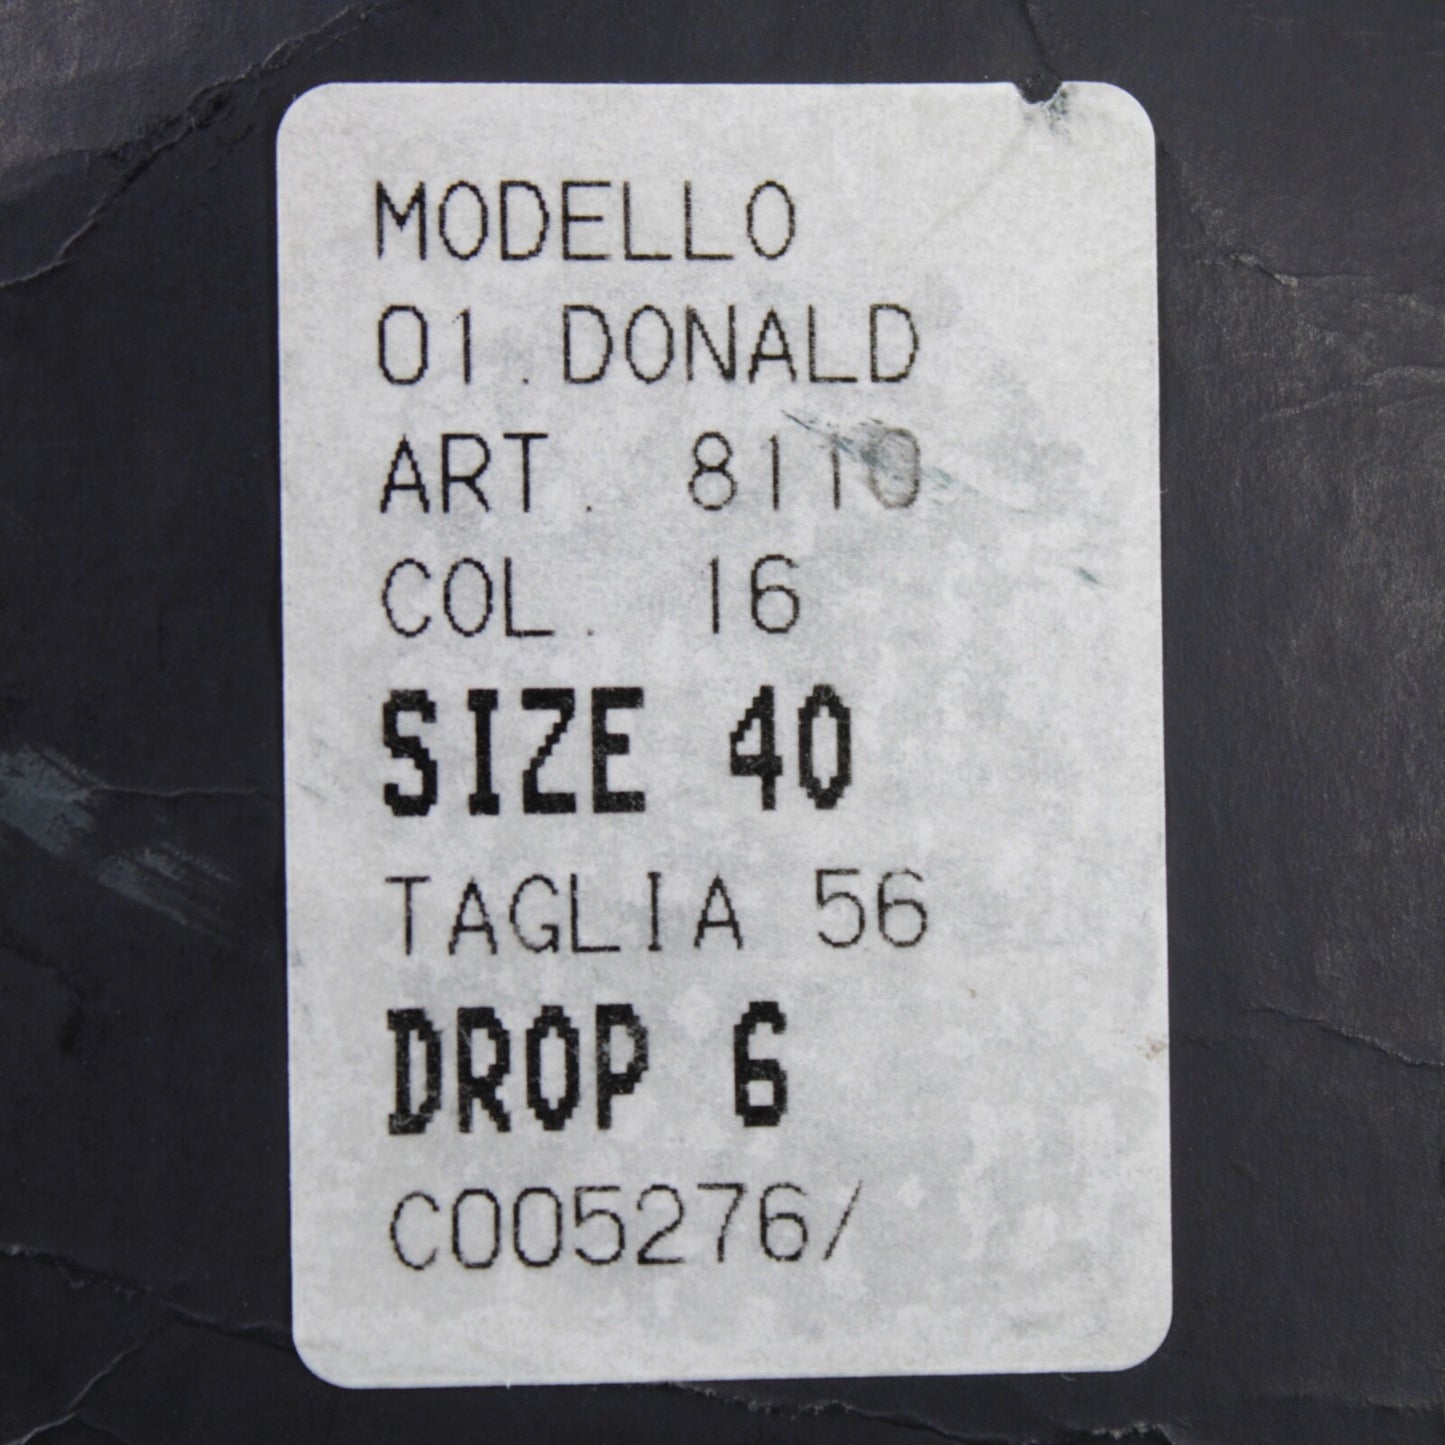 MODELLO
01.DONALD
ART. 8110
COL. 16
SIZE 40
TAGLIA 56
DROP 6
C005276/